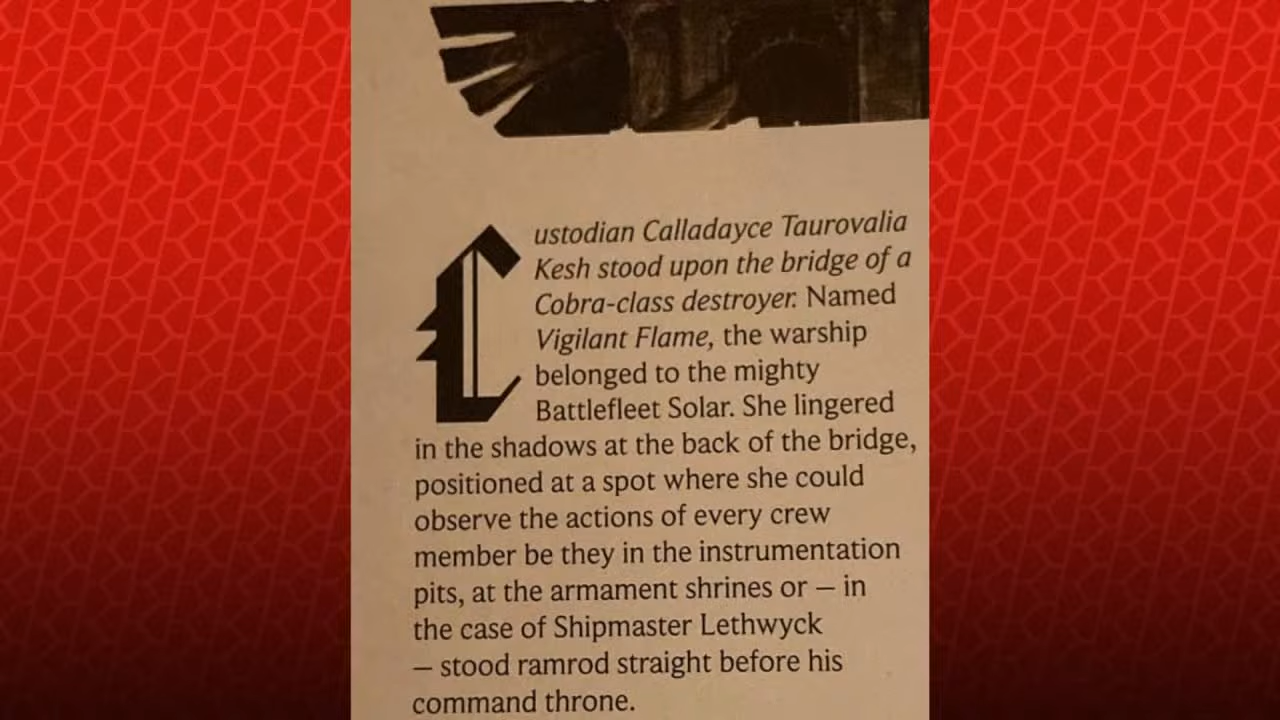 Custodian Calladayce Taurovalia
Kesh stood upon the bridge of a
Cobra-class destroyer. Named
Vigilant Flame, the warship
belonged to the mighty
Battlefleet Solar. She lingered
in the shadows at the back of the bridge,
positioned at a spot where she could
observe the actions of every crew
member be they in the instrumentation
pits, at the armament shrines or – in
the case of Shipmaster Lethwyck
– stood ramrod straight before his
command throne.